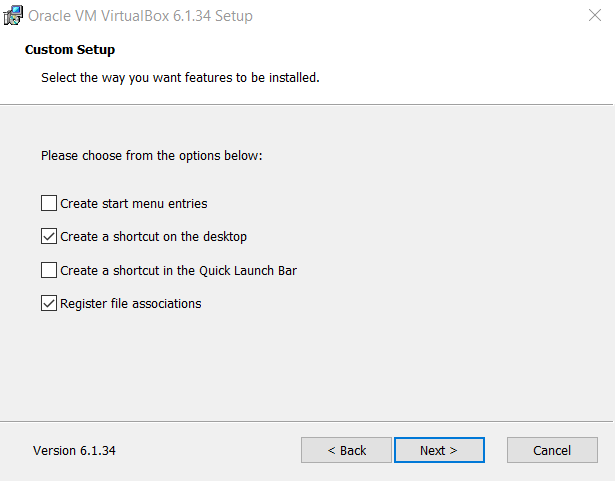 Oracle VM VirtualBox 6.1.34 Setup
Custom Setup
Select the way you want features to be installed.
Please choose from the options below:
Create start menu entries
Create a shortcut on the desktop
Create a shortcut in the Quick Launch Bar
Register file associations
Version 6.1.34
< Back
Next >
Cancel